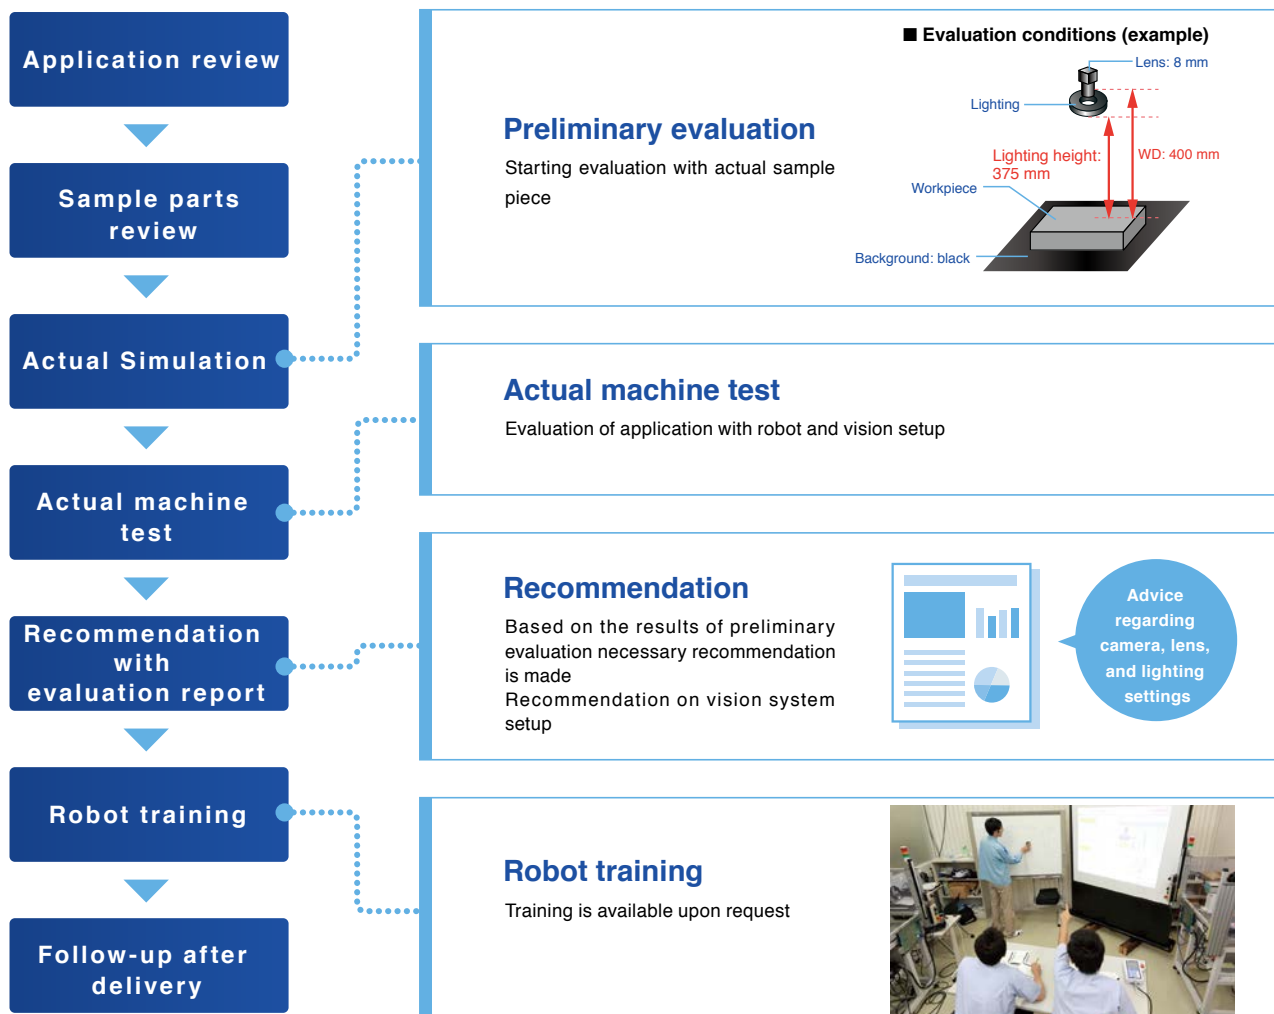 Application review
Sample parts
review
Actual Simulation
Actual machine
test
Recommendation
with
evaluation report
Robot training
Follow-up after
delivery
Preliminary evaluation
Starting evaluation with actual sample
piece
■ Evaluation conditions (example)
Lens: 8 mm
Lighting
Lighting height:
375 mm
WD: 400 mm
Workpiece
Background: black
Actual machine test
Evaluation of application with robot and vision setup
Recommendation
Based on the results of preliminary
evaluation necessary recommendation
is made
Recommendation on vision system
setup
Advice
regarding
camera, lens,
and lighting
settings
Robot training
Training is available upon request